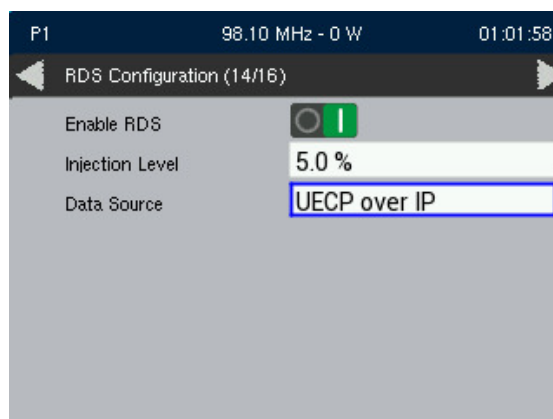 P1 98.10 MHz - 0 W 01:01:58
RDS Configuration (14/16)
Enable RDS
Injection Level 5.0 %
Data Source UECP over IP